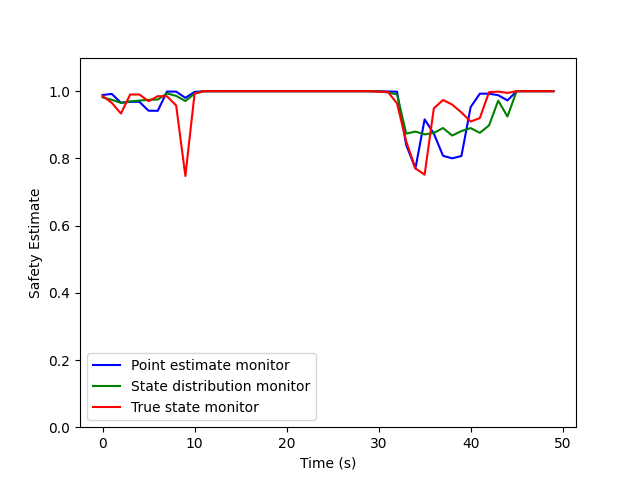 1.0
0.8
0.6
0.4
0.2
0.0
Safety Estimate
Point estimate monitor
State distribution monitor
True state monitor
0 10 20 30 40 50
Time (s)